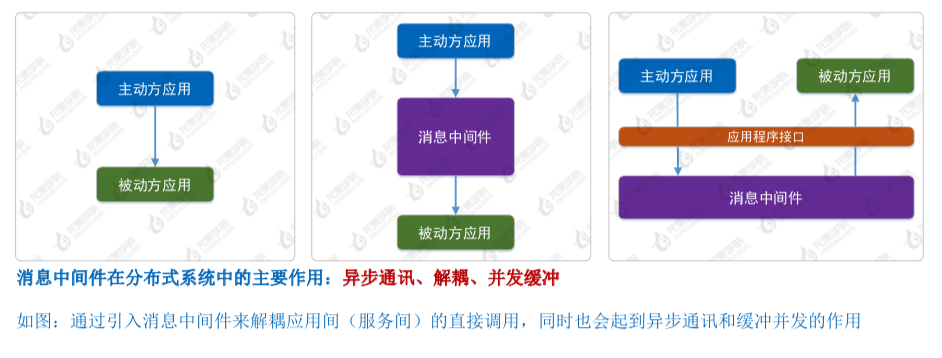 主动方应用
被动方应用
主动方应用
消息中间件
被动方应用
主动方应用
被动方应用
应用程序接口
消息中间件
消息中间件在分布式系统中的主要作用：异步通讯、解耦、并发缓冲
如图：通过引入消息中间件来解耦应用间（服务间）的直接调用，同时也会起到异步通讯和缓冲并发的作用